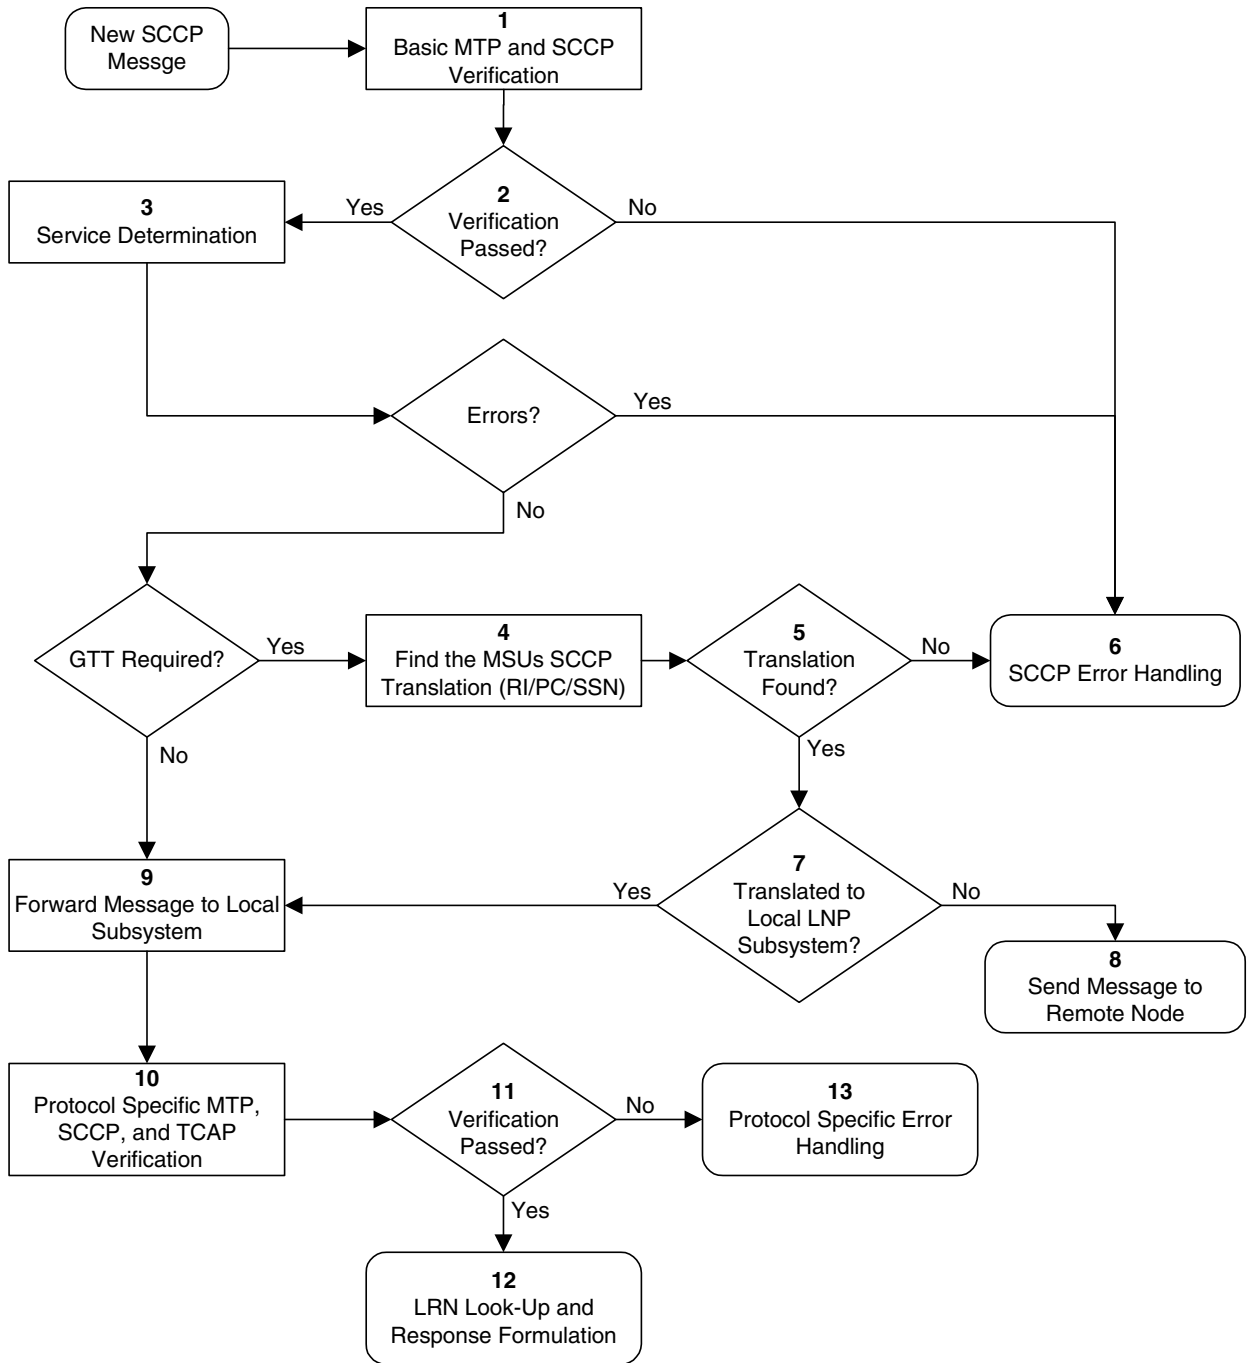 New SCCP
Messge
1
Basic MTP and SCCP
Verification
2
Verification
Passed?
Yes
No
3
Service Determination
Errors?
Yes
No
GTT Required?
Yes
No
4
Find the MSUs SCCP
Translation (RI/PC/SSN)
5
Translation
Found?
No
Yes
6
SCCP Error Handling
7
Translated to
Local LNP
Subsystem?
Yes
No
8
Send Message to
Remote Node
9
Forward Message to Local
Subsystem
10
Protocol Specific MTP,
SCCP, and TCAP
Verification
11
Verification
Passed?
No
Yes
13
Protocol Specific Error
Handling
12
LRN Look-Up and
Response Formulation